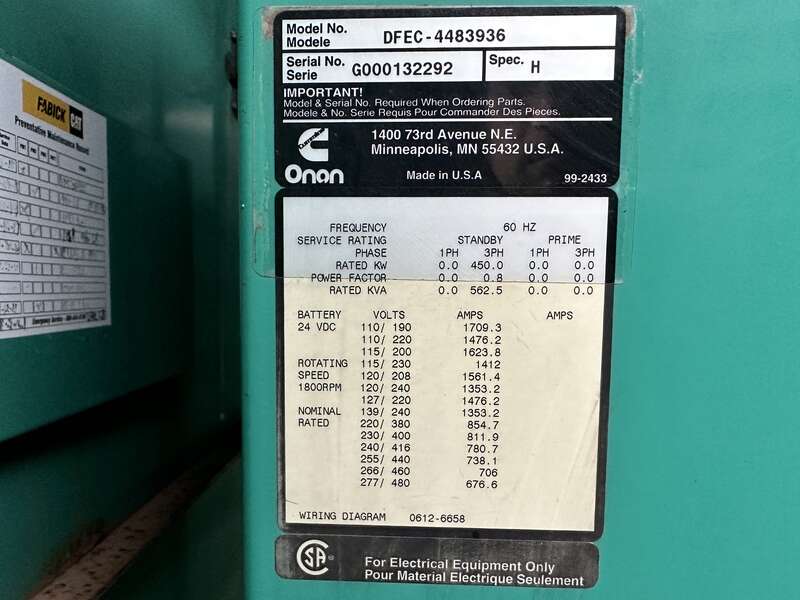 FABICK CAT
Preventative Maintenance Record
Model No. DFEC-4483936
Modele
Serial No. G000132292 Spec. H
Serie
IMPORTANT!
Model & Serial No. Required When Ordering Parts.
Modele & No. Serie Requis Pour Commander Des Pieces.
1400 73rd Avenue N.E.
Minneapolis, MN 55432 U.S.A.
Onan Made in U.S.A 99-2433
FREQUENCY 60 HZ
SERVICE RATING STANDBY PRIME
PHASE 1PH 3PH 1PH 3PH
RATED KW 0.0 450.0 0.0 0.0
POWER FACTOR 0.0 0.8 0.0 0.0
RATED KVA 0.0 562.5 0.0 0.0
BATTERY VOLTS AMPS AMPS
24 VDC 110/ 190 1709.3
110/ 220 1476.2
115/ 200 1623.8
ROTATING 115/ 230 1412
SPEED 120/ 208 1561.4
1800RPM 120/ 240 1353.2
127/ 220 1476.2
NOMINAL 139/ 240 1353.2
RATED 220/ 380 854.7
230/ 400 811.9
240/ 416 780.7
255/ 440 738.1
266/ 460 706
277/ 480 676.6
WIRING DIAGRAM 0612-6658
For Electrical Equipment Only
Pour Material Electrique Seulement